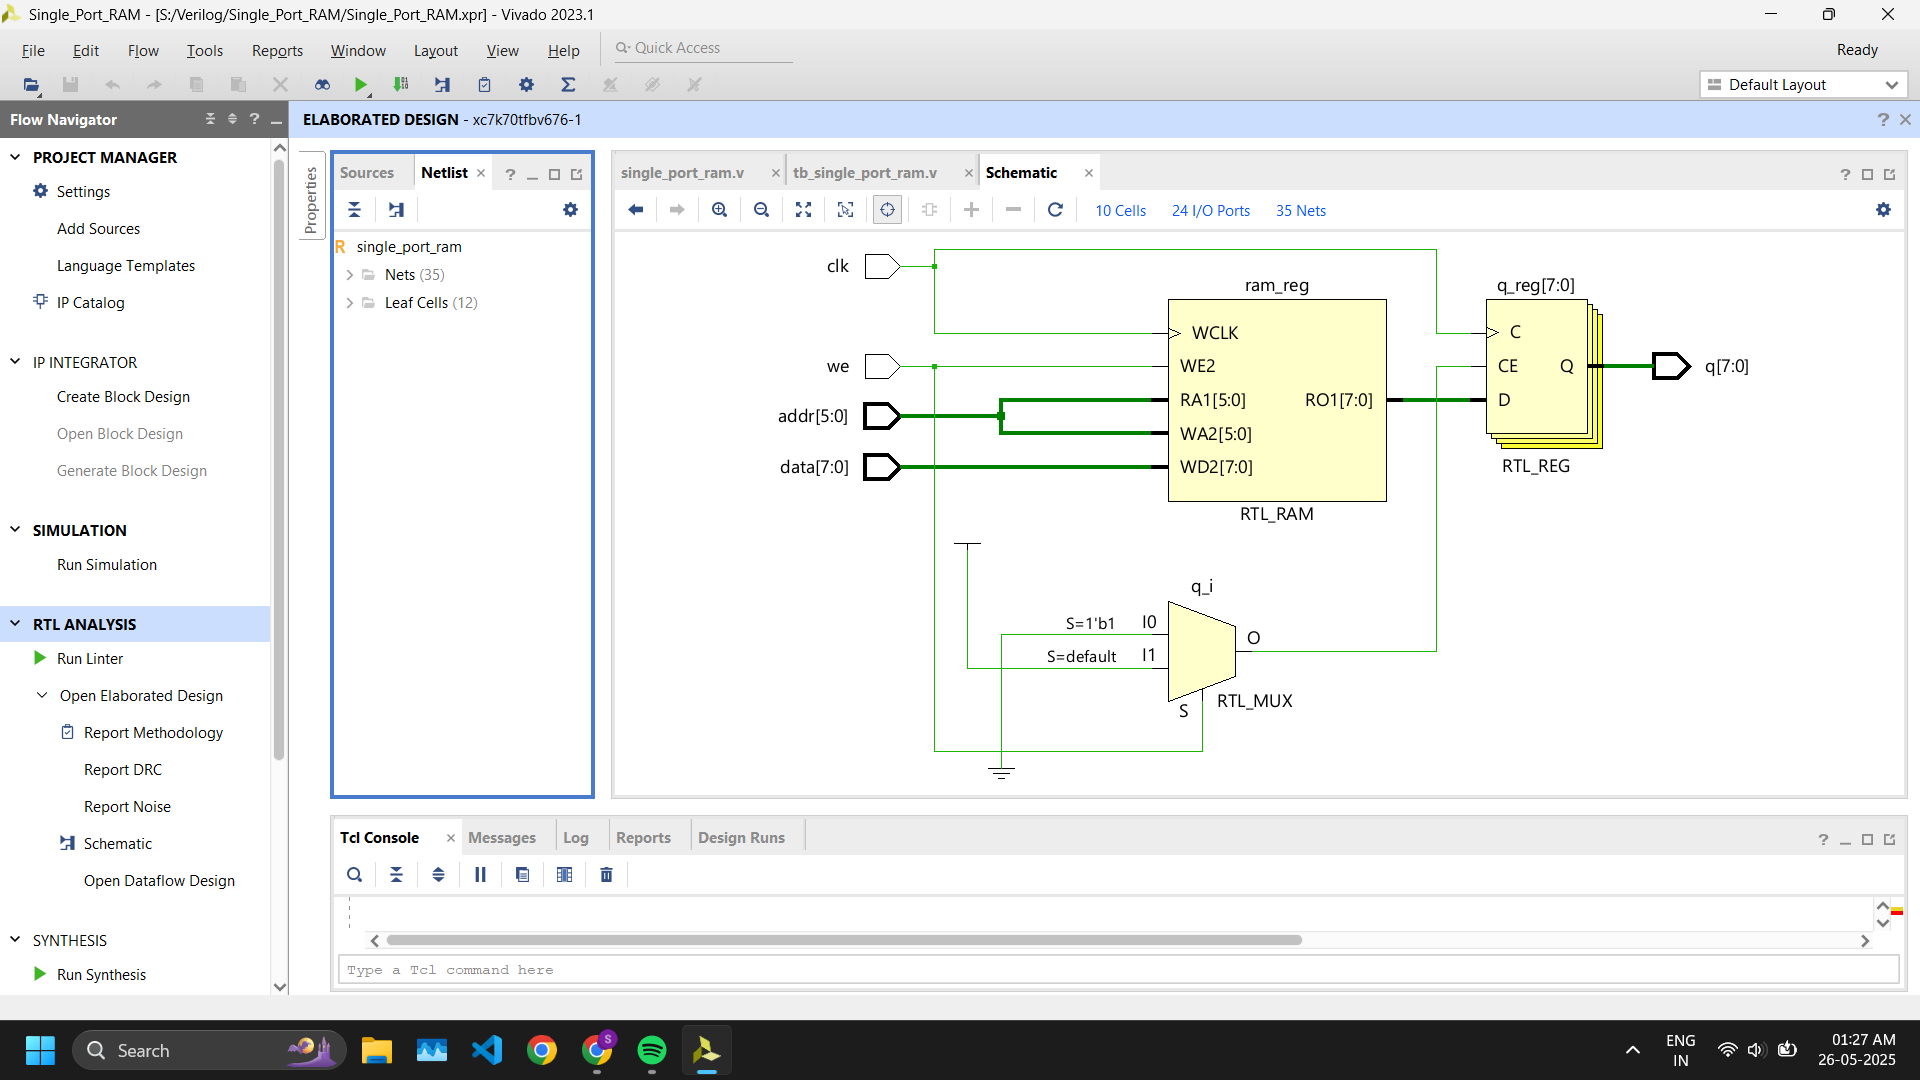 Single_Port_RAM - [S:/Verilog/Single_Port_RAM/Single_Port_RAM.xpr] - Vivado 2023.1
File Edit Flow Tools Reports Window Layout View Help Quick Access
Ready
Default Layout
Flow Navigator
ELABORATED DESIGN - xc7k70tfbv676-1
PROJECT MANAGER
Settings
Add Sources
Language Templates
IP Catalog
IP INTEGRATOR
Create Block Design
Open Block Design
Generate Block Design
SIMULATION
Run Simulation
RTL ANALYSIS
Run Linter
Open Elaborated Design
Report Methodology
Report DRC
Report Noise
Schematic
Open Dataflow Design
SYNTHESIS
Run Synthesis
Properties
Sources Netlist
R single_port_ram
Nets (35)
Leaf Cells (12)
single_port_ram.v tb_single_port_ram.v Schematic
10 Cells 24 I/O Ports 35 Nets
clk
we
addr[5:0]
data[7:0]
ram_reg
WCLK
WE2
RA1[5:0] RO1[7:0]
WA2[5:0]
WD2[7:0]
RTL_RAM
q_reg[7:0]
C
CE Q
D
RTL_REG
q[7:0]
q_i
S=1'b1 I0
S=default I1
O
S
RTL_MUX
Tcl Console Messages Log Reports Design Runs
Type a Tcl command here
Search
S
ENG
IN
01:27 AM
26-05-2025